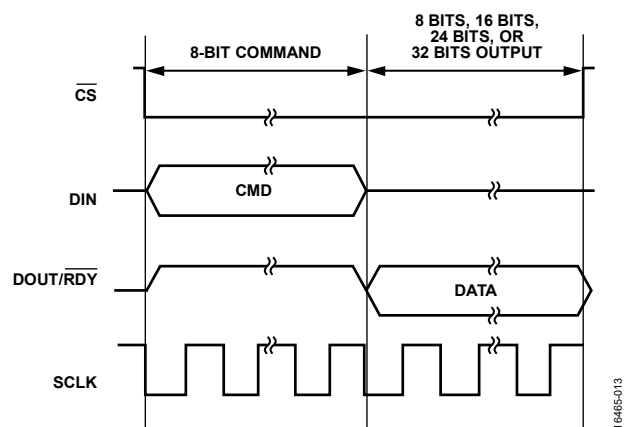 8 BITS, 16 BITS,
24 BITS, OR
32 BITS OUTPUT
8-BIT COMMAND
CS
DIN
CMD
DOUT/RDY
DATA
SCLK
16465-013